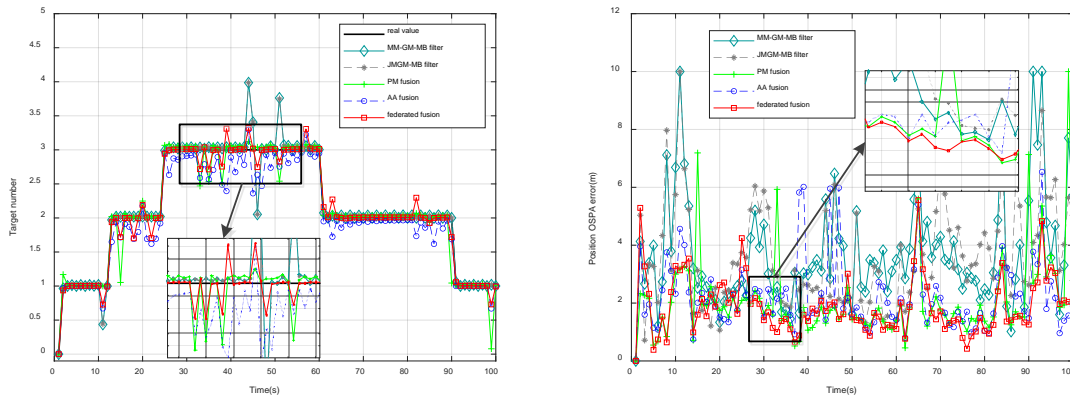 5
4.5
4
3.5
3
2.5
2
1.5
1
0.5
0
0 10 20 30 40 50 60 70 80 90 100
Time(s)
Target number
real value
MM-GM-MB filter
JMGM-MB filter
PM fusion
AA fusion
federated fusion
12
10
8
6
4
2
0
0 10 20 30 40 50 60 70 80 90 100
Time(s)
Position OSPA error(m)
MM-GM-MB filter
JMGM-MB filter
PM fusion
AA fusion
federated fusion